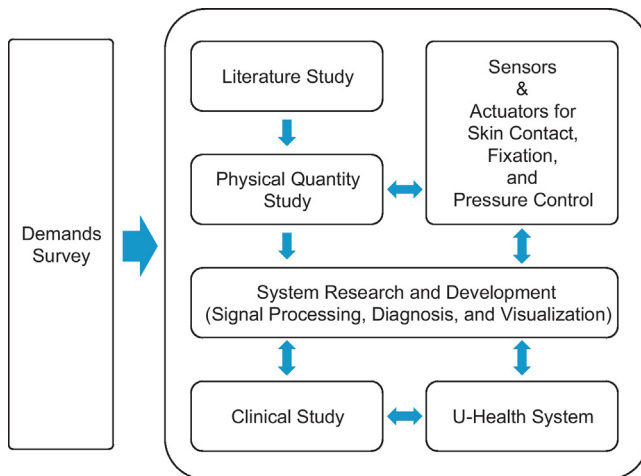 Demands
Survey
Literature Study
Physical Quantity
Study
Sensors
&
Actuators for
Skin Contact,
Fixation,
and
Pressure Control
System Research and Development
(Signal Processing, Diagnosis, and Visualization)
Clinical Study
U-Health System